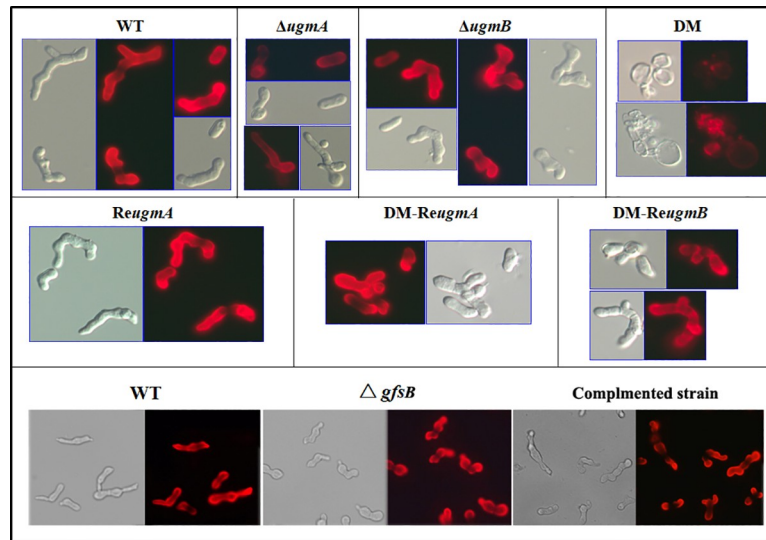 WT
ΔugmA
ΔugmB
DM
ReugmA
DM-ReugmA
DM-ReugmB
WT
△ gfsB
Complmented strain